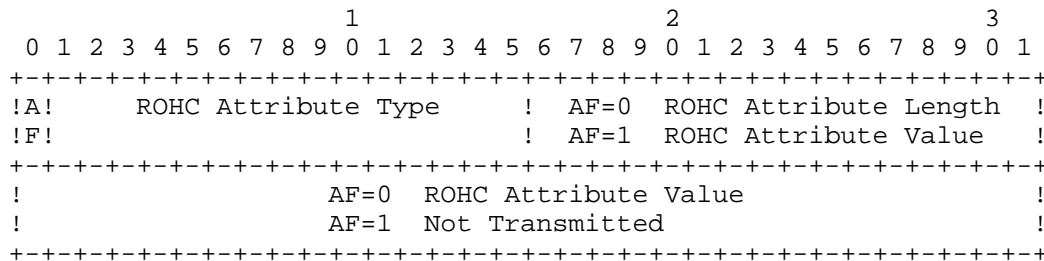 1                   2                   3
 0 1 2 3 4 5 6 7 8 9 0 1 2 3 4 5 6 7 8 9 0 1 2 3 4 5 6 7 8 9 0 1
+-+-+-+-+-+-+-+-+-+-+-+-+-+-+-+-+-+-+-+-+-+-+-+-+-+-+-+-+-+-+-+-+
!A!     ROHC Attribute Type     !  AF=0  ROHC Attribute Length  !
!F!                             !  AF=1  ROHC Attribute Value   !
+-+-+-+-+-+-+-+-+-+-+-+-+-+-+-+-+-+-+-+-+-+-+-+-+-+-+-+-+-+-+-+-+
!                   AF=0  ROHC Attribute Value                  !
!                   AF=1  Not Transmitted                       !
+-+-+-+-+-+-+-+-+-+-+-+-+-+-+-+-+-+-+-+-+-+-+-+-+-+-+-+-+-+-+-+-+